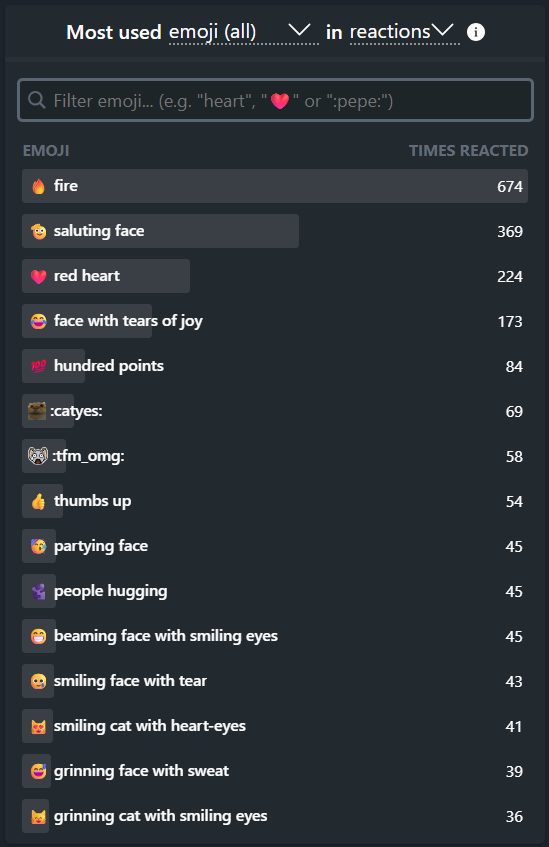 Most used emoji (all) in reactions
Filter emoji... (e.g. "heart", "❤️" or ":pepe:")
EMOJI TIMES REACTED
fire 674
saluting face 369
red heart 224
face with tears of joy 173
hundred points 84
:catyes: 69
:tfm_omg: 58
thumbs up 54
partying face 45
people hugging 45
beaming face with smiling eyes 45
smiling face with tear 43
smiling cat with heart-eyes 41
grinning face with sweat 39
grinning cat with smiling eyes 36